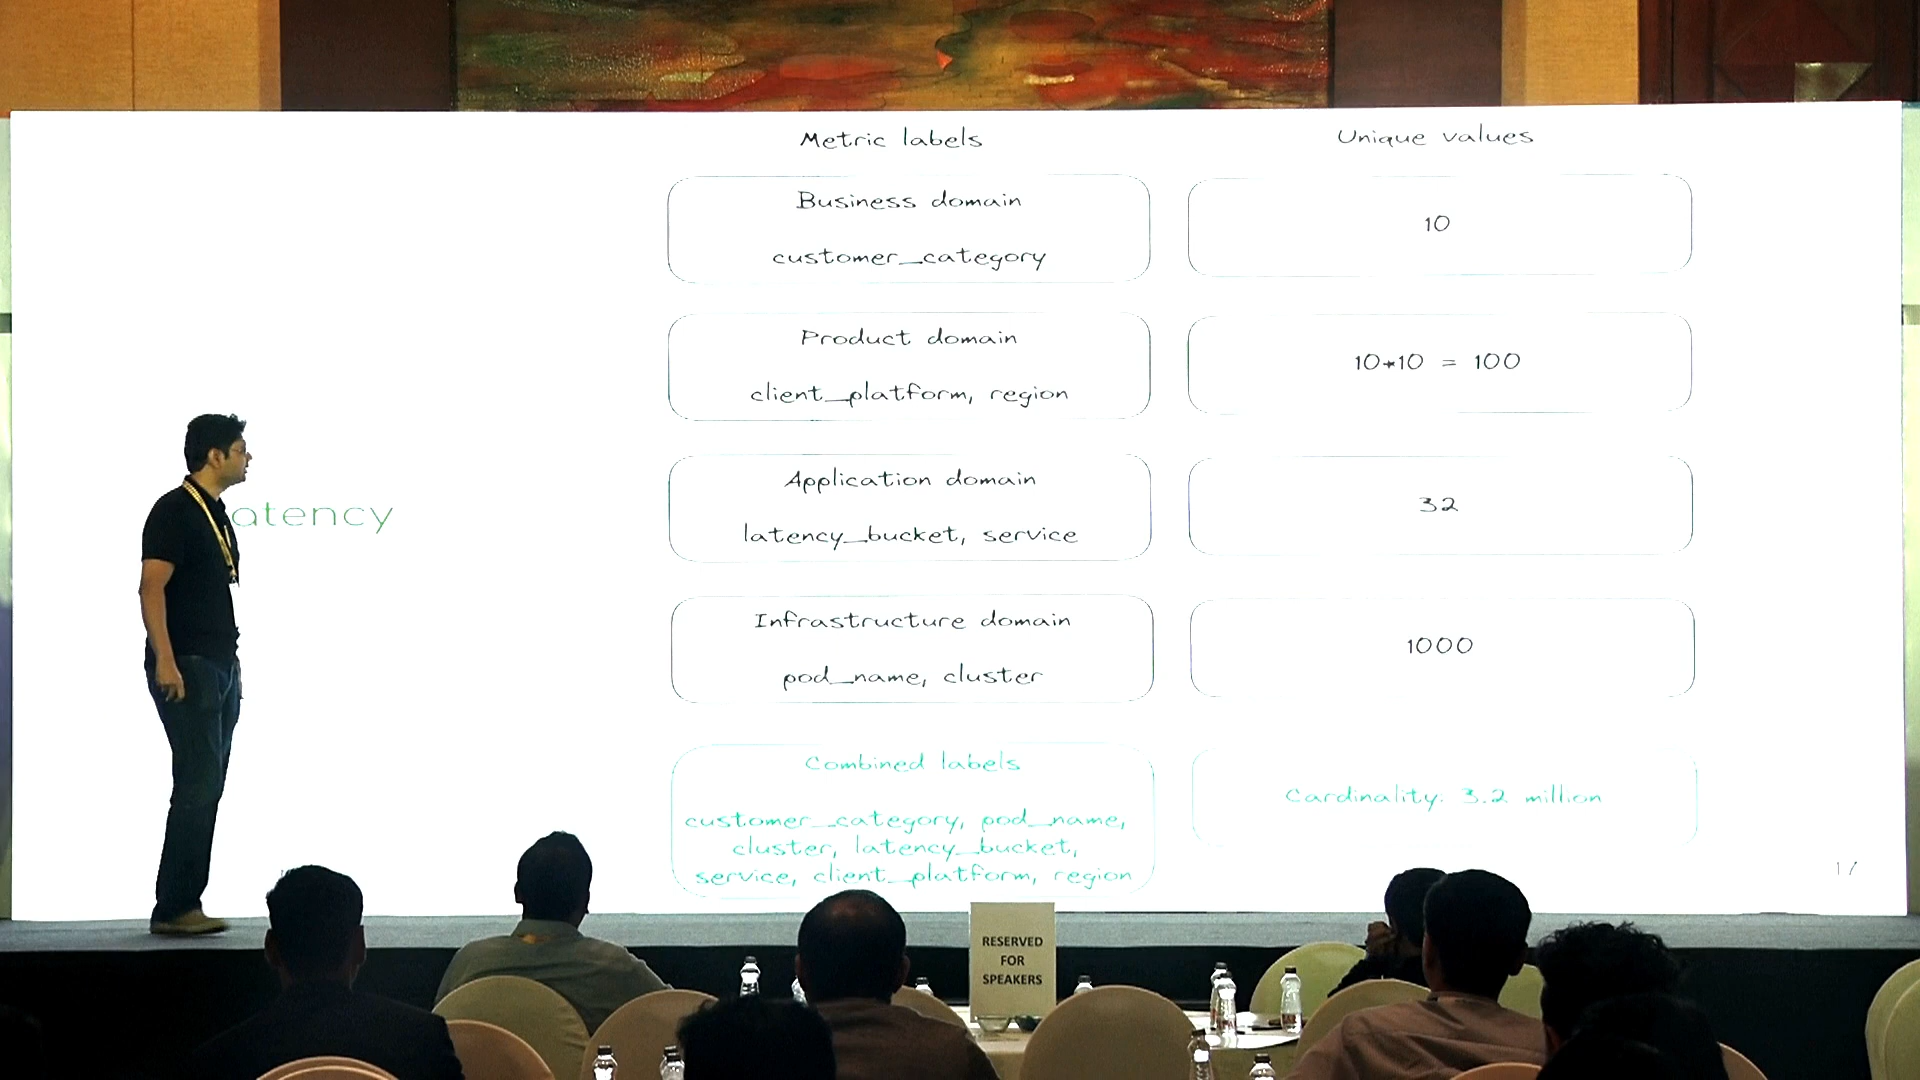 Metric labels
Unique values
Business domain
customer_category
10
Product domain
client_platform, region
10*10 = 100
atency
Application domain
latency_bucket, service
32
Infrastructure domain
pod_name, cluster
1000
Combined labels
customer_category, pod_name,
cluster, latency_bucket,
service, client_platform, region
Cardinality: 3.2 million
17
RESERVED
FOR
SPEAKERS